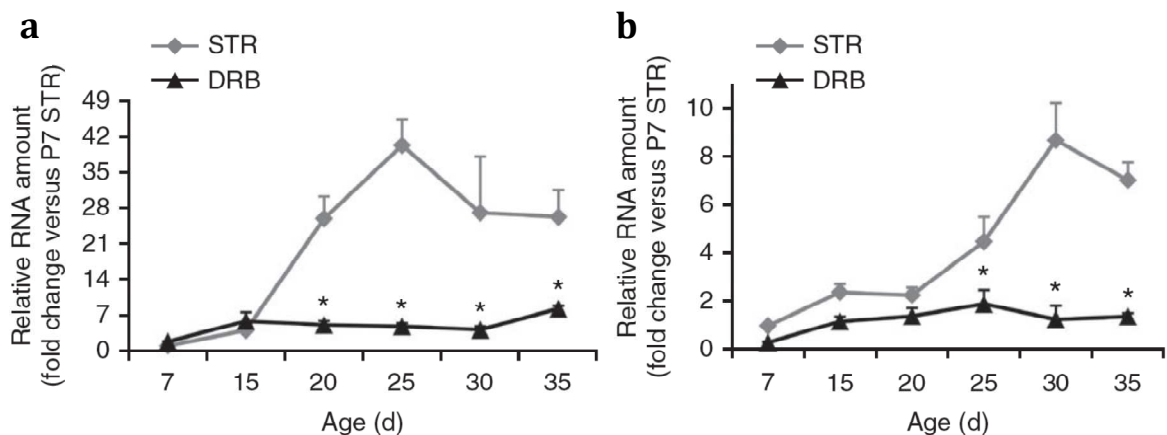 a
STR
DRB
Relative RNA amount
(fold change versus P7 STR)
49
42
35
28
21
14
7
0
*
*
*
*
7 15 20 25 30 35
Age (d)
b
STR
DRB
Relative RNA amount
(fold change versus P7 STR)
10
8
6
4
2
0
*
*
*
7 15 20 25 30 35
Age (d)